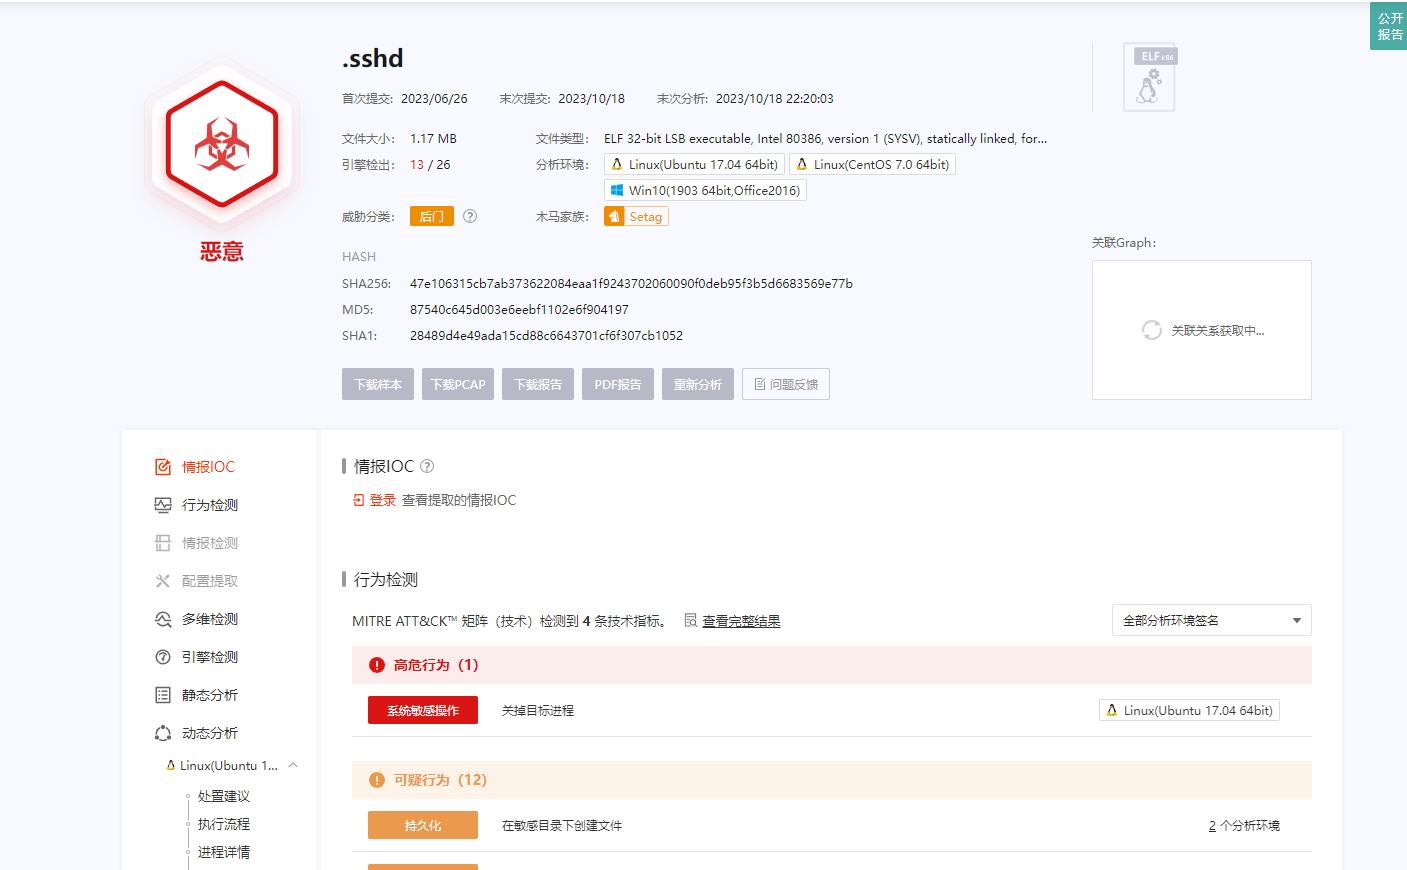 公开
报告
.sshd
首次提交: 2023/06/26 末次提交: 2023/10/18 末次分析: 2023/10/18 22:20:03
文件大小: 1.17 MB 文件类型: ELF 32-bit LSB executable, Intel 80386, version 1 (SYSV), statically linked, for...
引擎检出: 13 / 26 分析环境: Linux(Ubuntu 17.04 64bit) Linux(CentOS 7.0 64bit)
Win10(1903 64bit,Office2016)
威胁分类: 后门 ? 木马家族: Setag
恶意
ELFx86
HASH
SHA256: 47e106315cb7ab373622084eaa1f9243702060090f0deb95f3b5d6683569e77b
MD5: 87540c645d003e6eebf1102e6f904197
SHA1: 28489d4e49ada15cd88c6643701cf6f307cb1052
下载样本 下载PCAP 下载报告 PDF报告 重新分析 问题反馈
关联Graph:
关联关系获取中...
情报IOC
行为检测
情报检测
配置提取
多维检测
引擎检测
静态分析
动态分析
Linux(Ubuntu 1...
处置建议
执行流程
进程详情
情报IOC ?
登录 查看提取的情报IOC
行为检测
MITRE ATT&CK™ 矩阵（技术）检测到 4 条技术指标。 查看完整结果
全部分析环境签名
高危行为（1）
系统敏感操作 关掉目标进程 Linux(Ubuntu 17.04 64bit)
可疑行为（12）
持久化 在敏感目录下创建文件 2 个分析环境